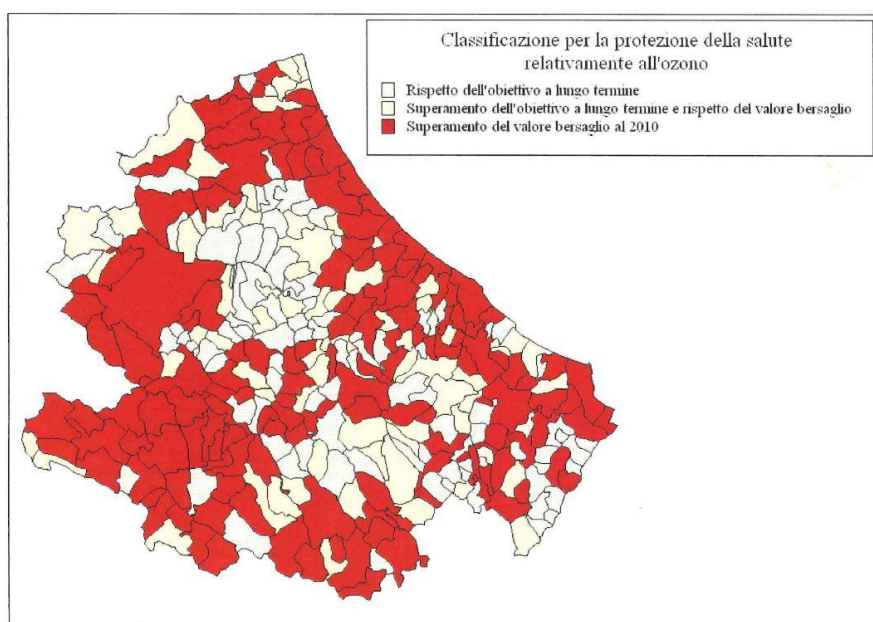 Classificazione per la protezione della salute
relativamente all'ozono
Rispetto dell'obiettivo a lungo termine
Superamento dell'obiettivo a lungo termine e rispetto del valore bersaglio
Superamento del valore bersaglio al 2010